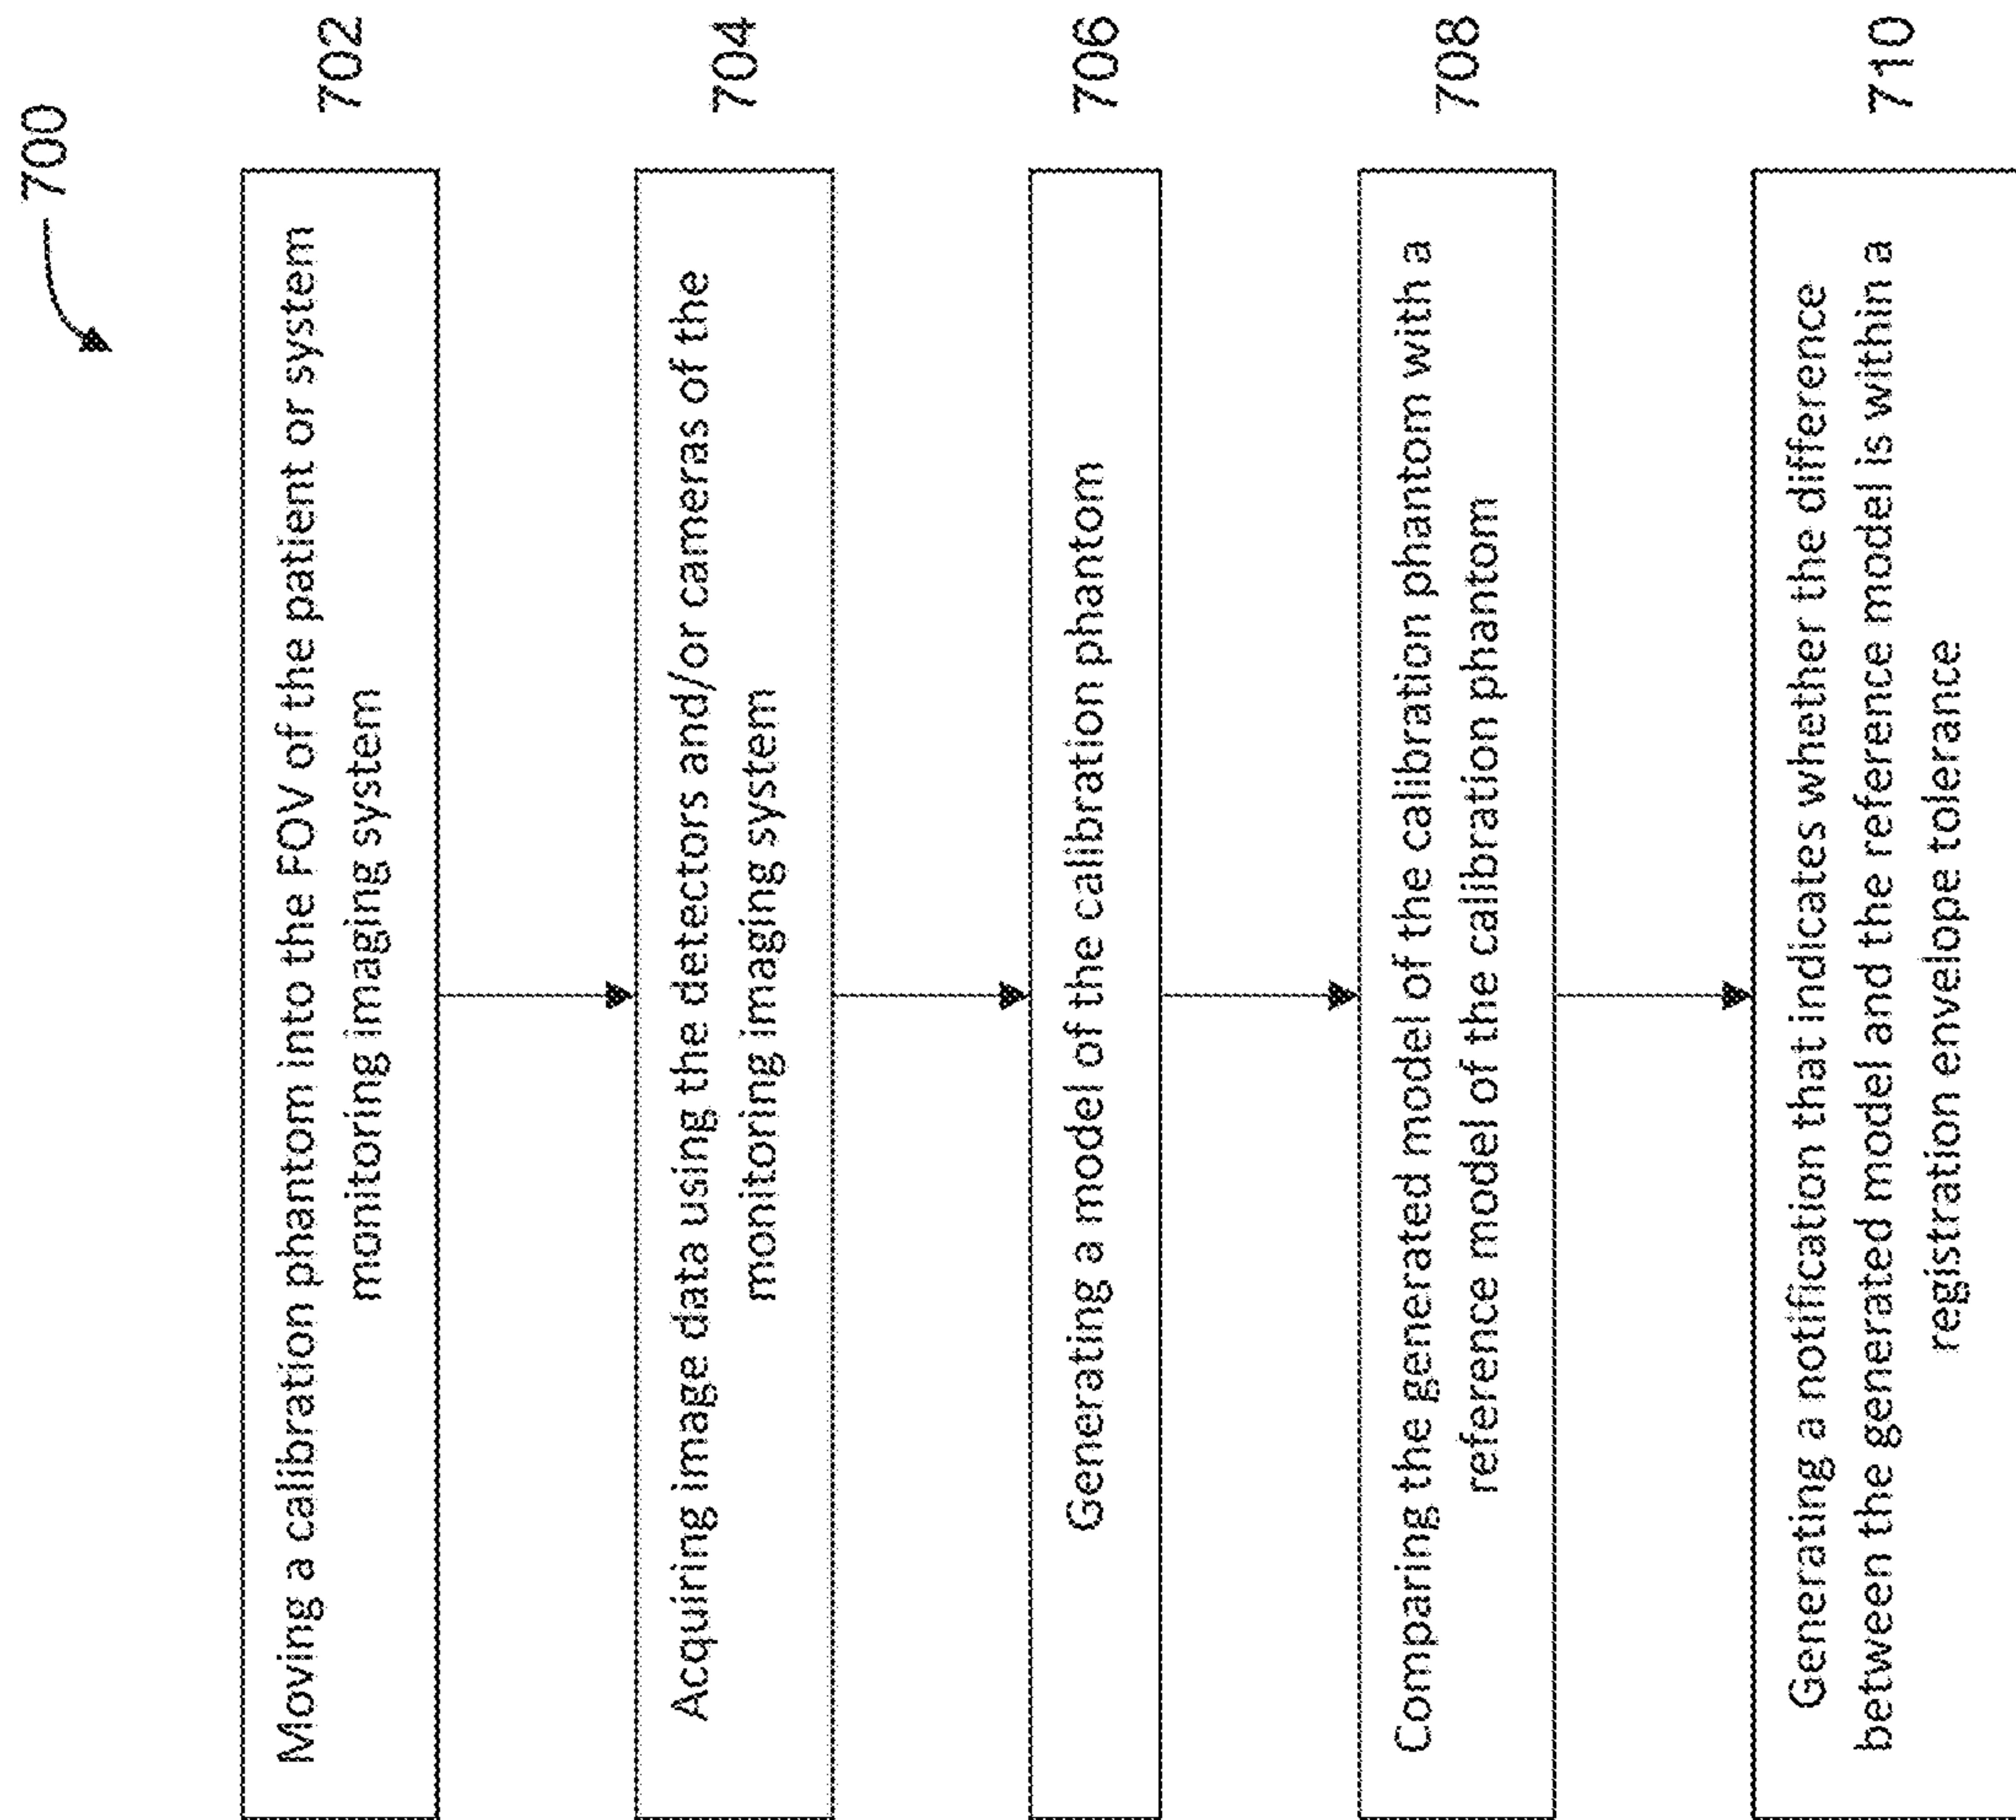 700
Moving a calibration phantom into the FOV of the patient or system
monitoring imaging system
702
Acquiring image data using the detectors and/or cameras of the
monitoring imaging system
704
Generating a model of the calibration phantom
706
Comparing the generated model of the calibration phantom with a
reference model of the calibration phantom
708
Generating a notification that indicates whether the difference
between the generated model and the reference model is within a
registration envelope tolerance
710